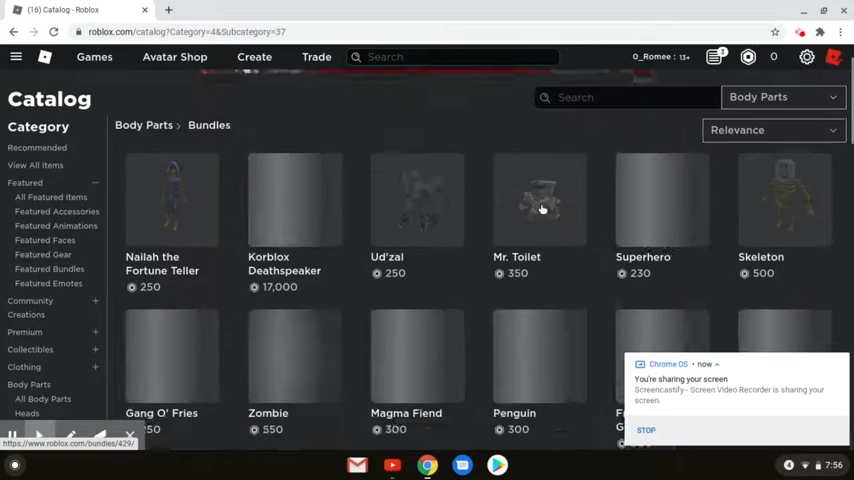 (16) Catalog - Roblox
roblox.com/catalog?Category=4&Subcategory=37
Games
Avatar Shop
Create
Trade
Search
0_Romee : 13+
3
0
Catalog
Search
Body Parts
Category
Body Parts > Bundles
Relevance
Recommended
View All Items
Featured
All Featured Items
Featured Accessories
Featured Animations
Featured Faces
Featured Gear
Featured Bundles
Featured Emotes
Community
Creations
Premium
Collectibles
Clothing
Body Parts
All Body Parts
Heads
Nailah the
Fortune Teller
250
Korblox
Deathspeaker
17,000
Ud'zal
250
Mr. Toilet
350
Superhero
230
Skeleton
500
Gang O' Fries
250
Zombie
550
Magma Fiend
300
Penguin
300
Chrome OS • now
You're sharing your screen
Screencastify - Screen Video Recorder is sharing your
screen.
STOP
https://www.roblox.com/bundles/429/
4
7:56